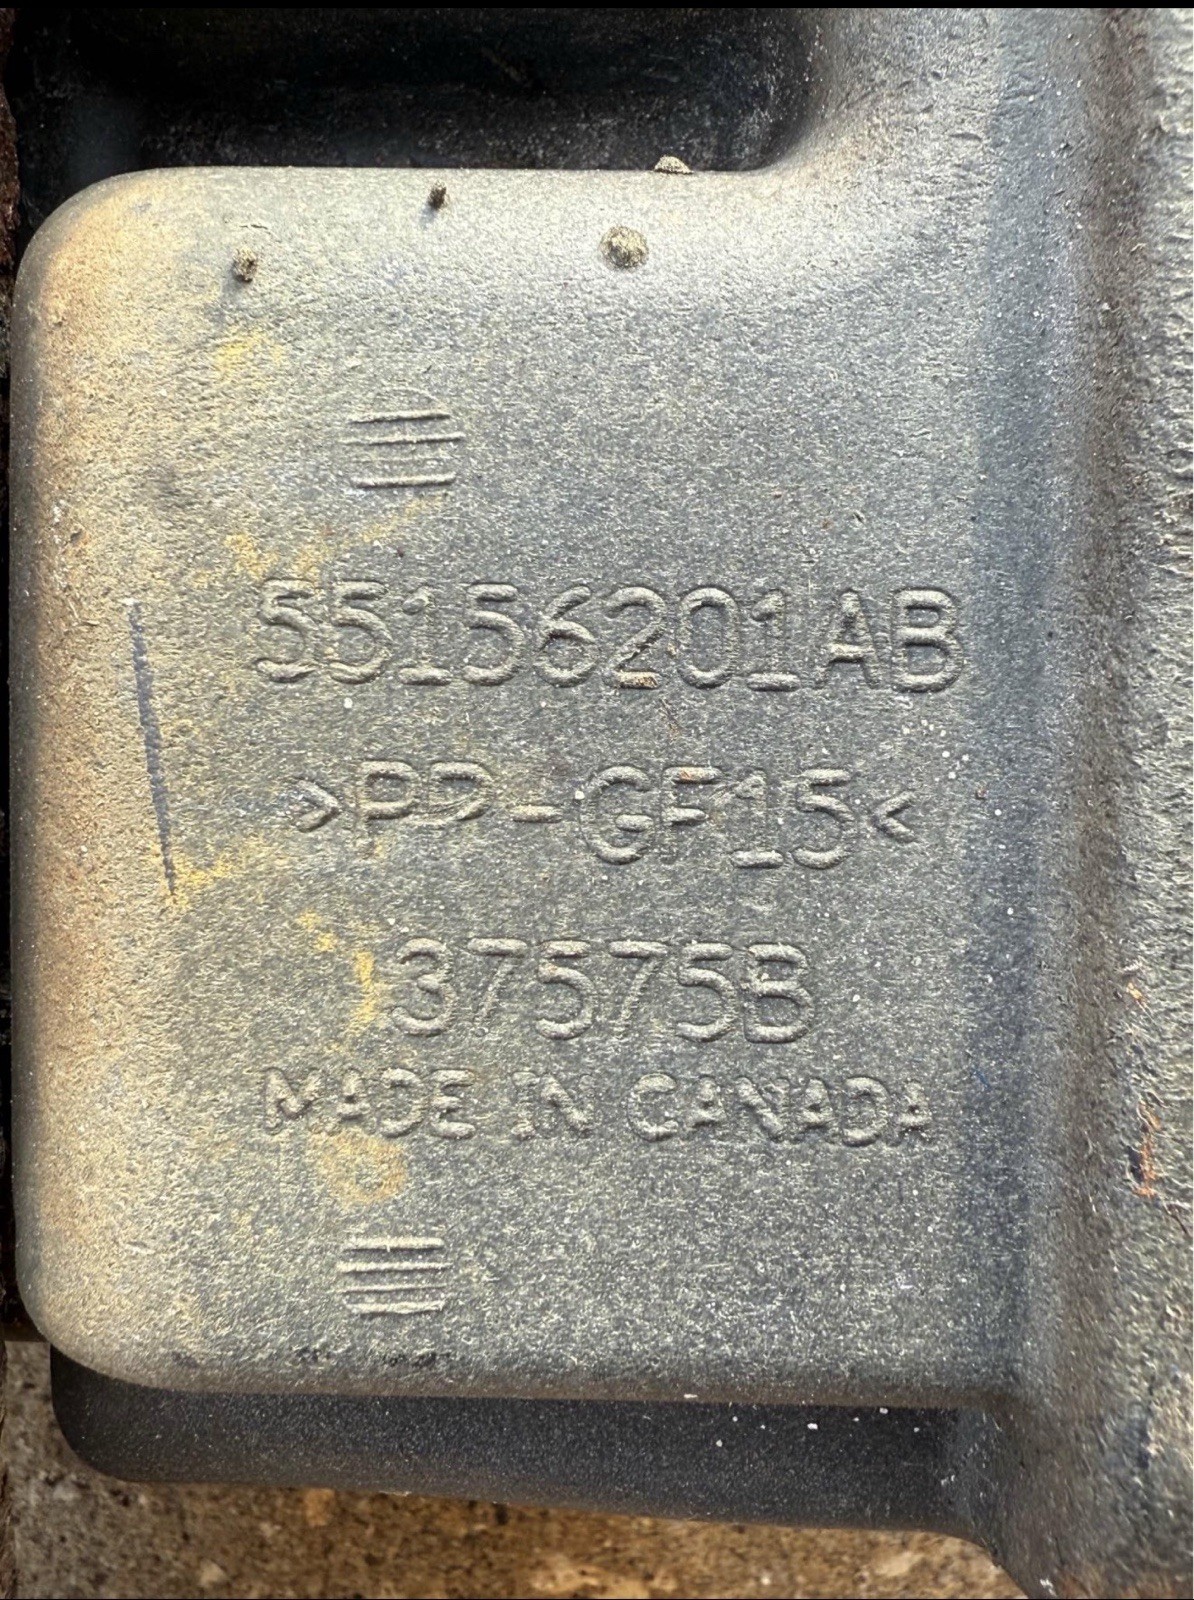 55156201AB
>PP-GF15<
37575B
MADE IN CANADA